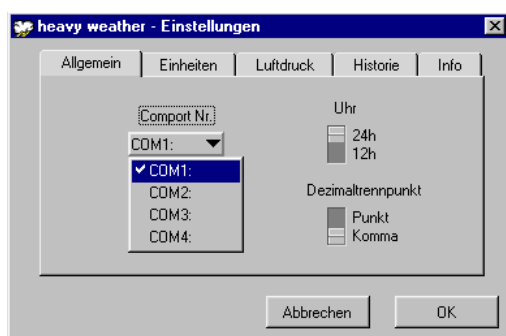 heavy weather - Einstellungen
Allgemein
Einheiten
Luftdruck
Historie
Info
Comport Nr.
COM1:
COM1:
COM2:
COM3:
COM4:
Uhr
24h
12h
Dezimaltrennpunkt
Punkt
Komma
Abbrechen
OK